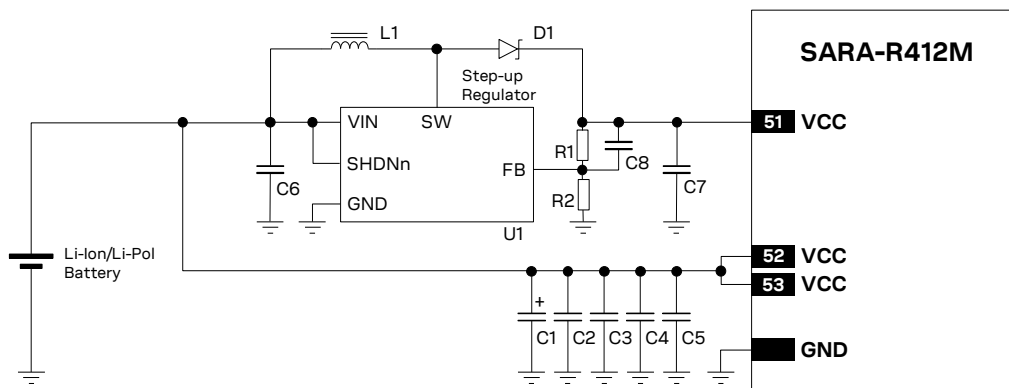 SARA-R412M
L1
D1
Step-up
Regulator
VIN
SW
51 VCC
SHDNn
R1
C8
FB
C6
C7
GND
R2
U1
Li-Ion/Li-Pol
Battery
52 VCC
53 VCC
+
C1 C2 C3 C4 C5
GND